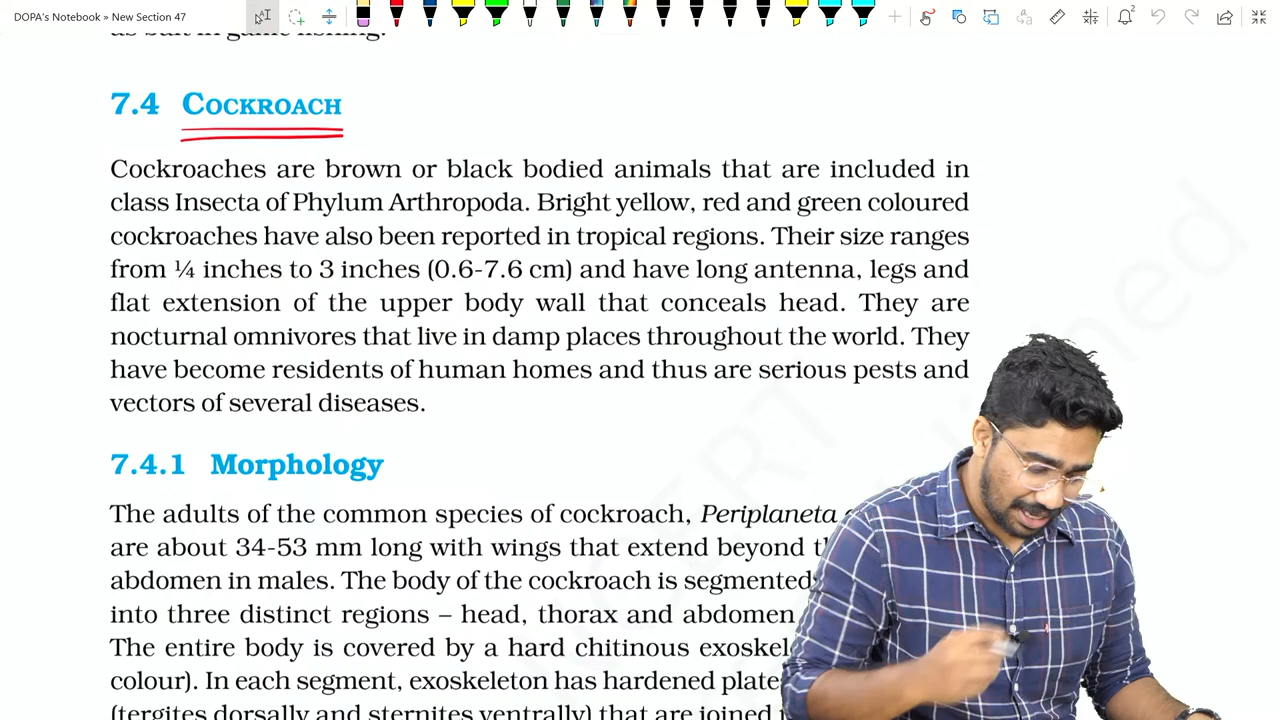 DOPA's Notebook » New Section 47
2
as bait in game fishing.
7.4 COCKROACH
Cockroaches are brown or black bodied animals that are included in
class Insecta of Phylum Arthropoda. Bright yellow, red and green coloured
cockroaches have also been reported in tropical regions. Their size ranges
from ¼ inches to 3 inches (0.6-7.6 cm) and have long antenna, legs and
flat extension of the upper body wall that conceals head. They are
nocturnal omnivores that live in damp places throughout the world. They
have become residents of human homes and thus are serious pests and
vectors of several diseases.
7.4.1 Morphology
The adults of the common species of cockroach, Periplaneta
are about 34-53 mm long with wings that extend beyond
abdomen in males. The body of the cockroach is segmented
into three distinct regions – head, thorax and abdomen
The entire body is covered by a hard chitinous
colour). In each segment, exoskeleton has hardened
(tergites dorsally and sternites ventrally) that are joined